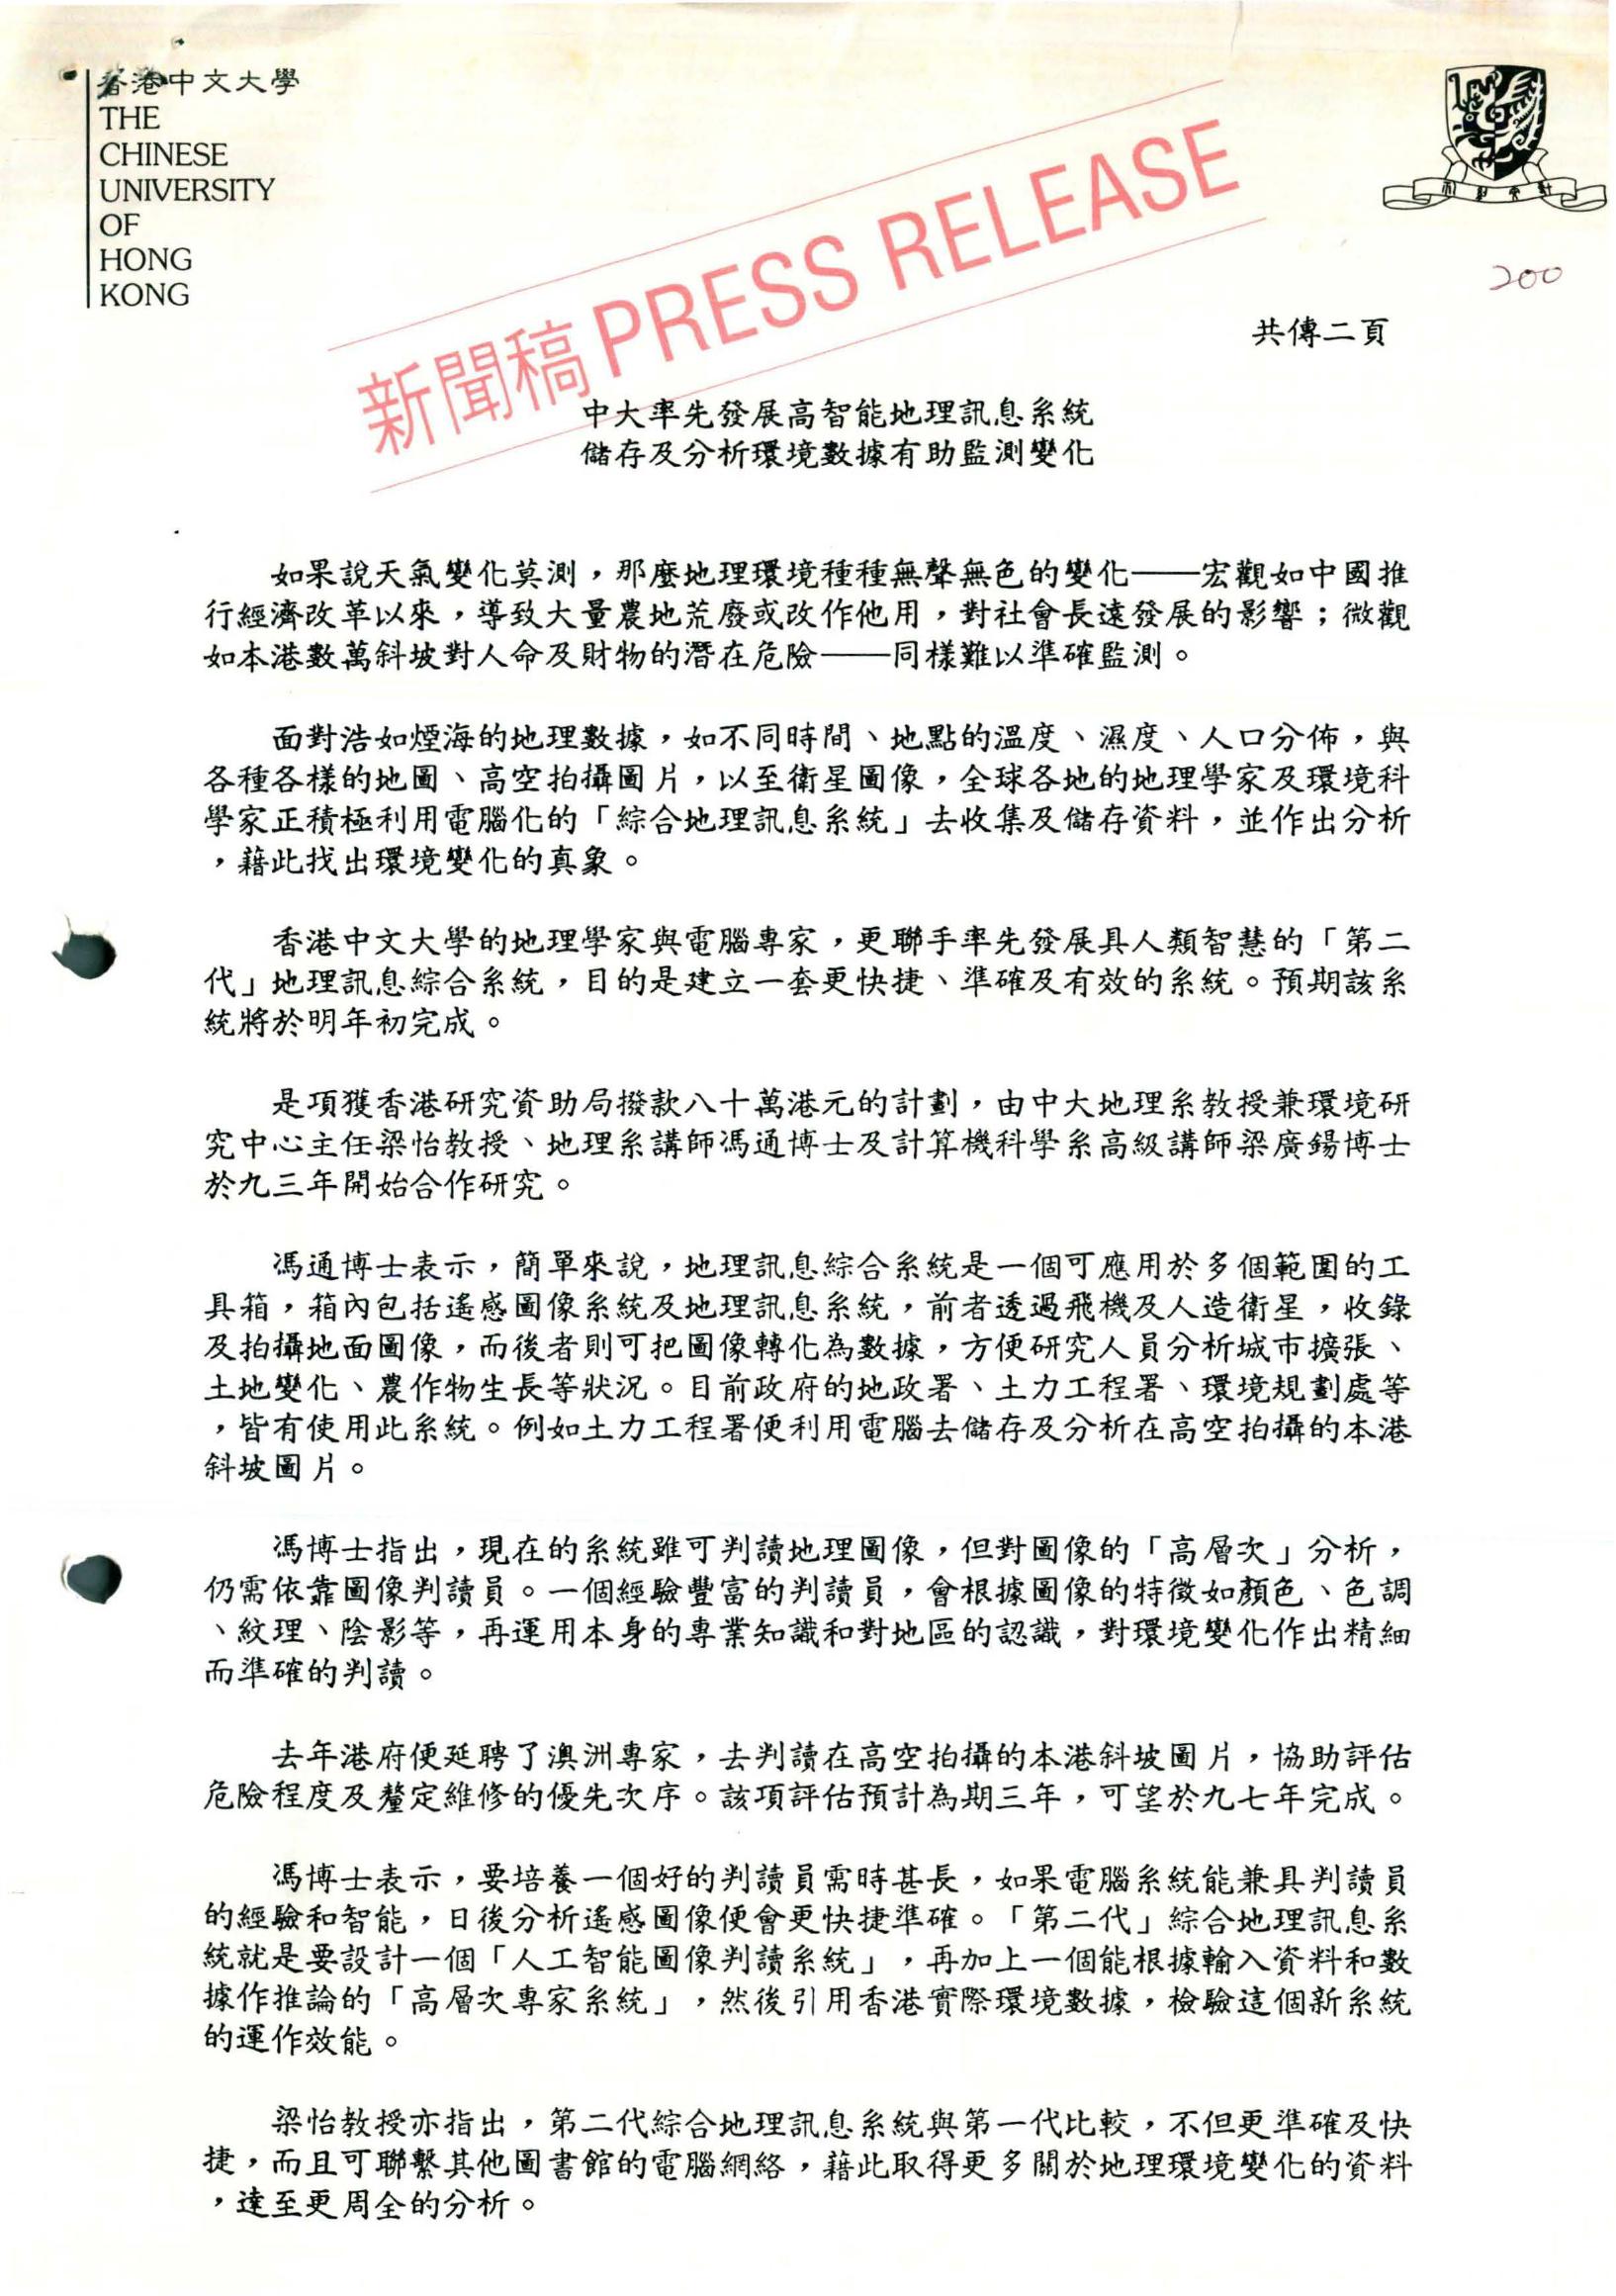 香港中文大學
THE
CHINESE
UNIVERSITY
OF
HONG
KONG
新聞稿 PRESS RELEASE
200
共傳二頁
中大率先發展高智能地理訊息系統
儲存及分析環境數據有助監測變化
如果說天氣變化莫測，那麼地理環境種種無聲無色的變化——宏觀如中國推
行經濟改革以來，導致大量農地荒廢或改作他用，對社會長遠發展的影響；微觀
如本港數萬斜坡對人命及財物的潛在危險——同樣難以準確監測。
面對浩如煙海的地理數據，如不同時間、地點的溫度、濕度、人口分佈，與
各種各樣的地圖、高空拍攝圖片，以至衛星圖像，全球各地的地理學家及環境科
學家正積極利用電腦化的「綜合地理訊息系統」去收集及儲存資料，並作出分析
，藉此找出環境變化的真象。
香港中文大學的地理學家與電腦專家，更聯手率先發展具人類智慧的「第二
代」地理訊息綜合系統，目的是建立一套更快捷、準確及有效的系統。預期該系
統將於明年初完成。
是項獲香港研究資助局撥款八十萬港元的計劃，由中大地理系教授兼環境研
究中心主任梁怡教授、地理系講師馮通博士及計算機科學系高級講師梁廣錫博士
於九三年開始合作研究。
馮通博士表示，簡單來說，地理訊息綜合系統是一個可應用於多個範圍的工
具箱，箱內包括遙感圖像系統及地理訊息系統，前者透過飛機及人造衛星，收錄
及拍攝地面圖像，而後者則可把圖像轉化為數據，方便研究人員分析城市擴張、
土地變化、農作物生長等狀況。目前政府的地政署、土力工程署、環境規劃處等
，皆有使用此系統。例如土力工程署便利用電腦去儲存及分析在高空拍攝的本港
斜坡圖片。
馮博士指出，現在的系統雖可判讀地理圖像，但對圖像的「高層次」分析，
仍需依靠圖像判讀員。一個經驗豐富的判讀員，會根據圖像的特徵如顏色、色調
、紋理、陰影等，再運用本身的專業知識和對地區的認識，對環境變化作出精細
而準確的判讀。
去年港府便延聘了澳洲專家，去判讀在高空拍攝的本港斜坡圖片，協助評估
危險程度及釐定維修的優先次序。該項評估預計為期三年，可望於九七年完成。
馮博士表示，要培養一個好的判讀員需時甚長，如果電腦系統能兼具判讀員
的經驗和智能，日後分析遙感圖像便會更快捷準確。「第二代」綜合地理訊息系
統就是要設計一個「人工智能圖像判讀系統」，再加上一個能根據輸入資料和數
據作推論的「高層次專家系統」，然後引用香港實際環境數據，檢驗這個新系統
的運作效能。
梁怡教授亦指出，第二代綜合地理訊息系統與第一代比較，不但更準確及快
捷，而且可聯繫其他圖書館的電腦網絡，藉此取得更多關於地理環境變化的資料
，達至更周全的分析。